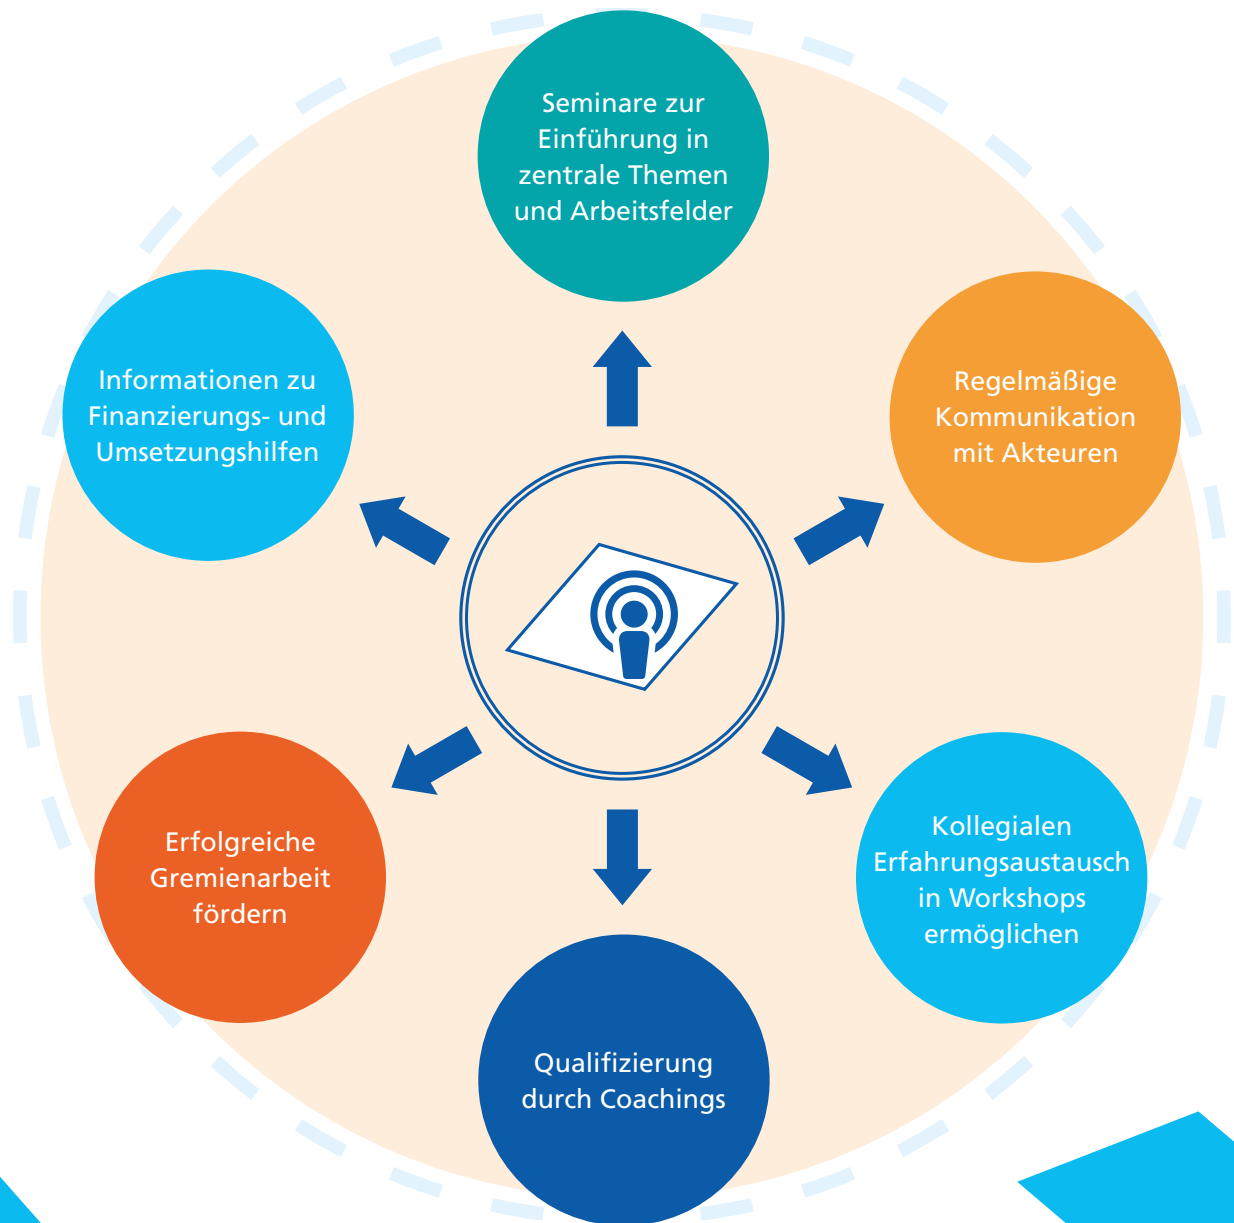 Seminare zur
Einführung in
zentrale Themen
und Arbeitsfelder
Informationen zu
Finanzierungs- und
Umsetzungshilfen
Regelmäßige
Kommunikation
mit Akteuren
Erfolgreiche
Gremienarbeit
fördern
Kollegialen
Erfahrungsaustausch
in Workshops
ermöglichen
Qualifizierung
durch Coachings